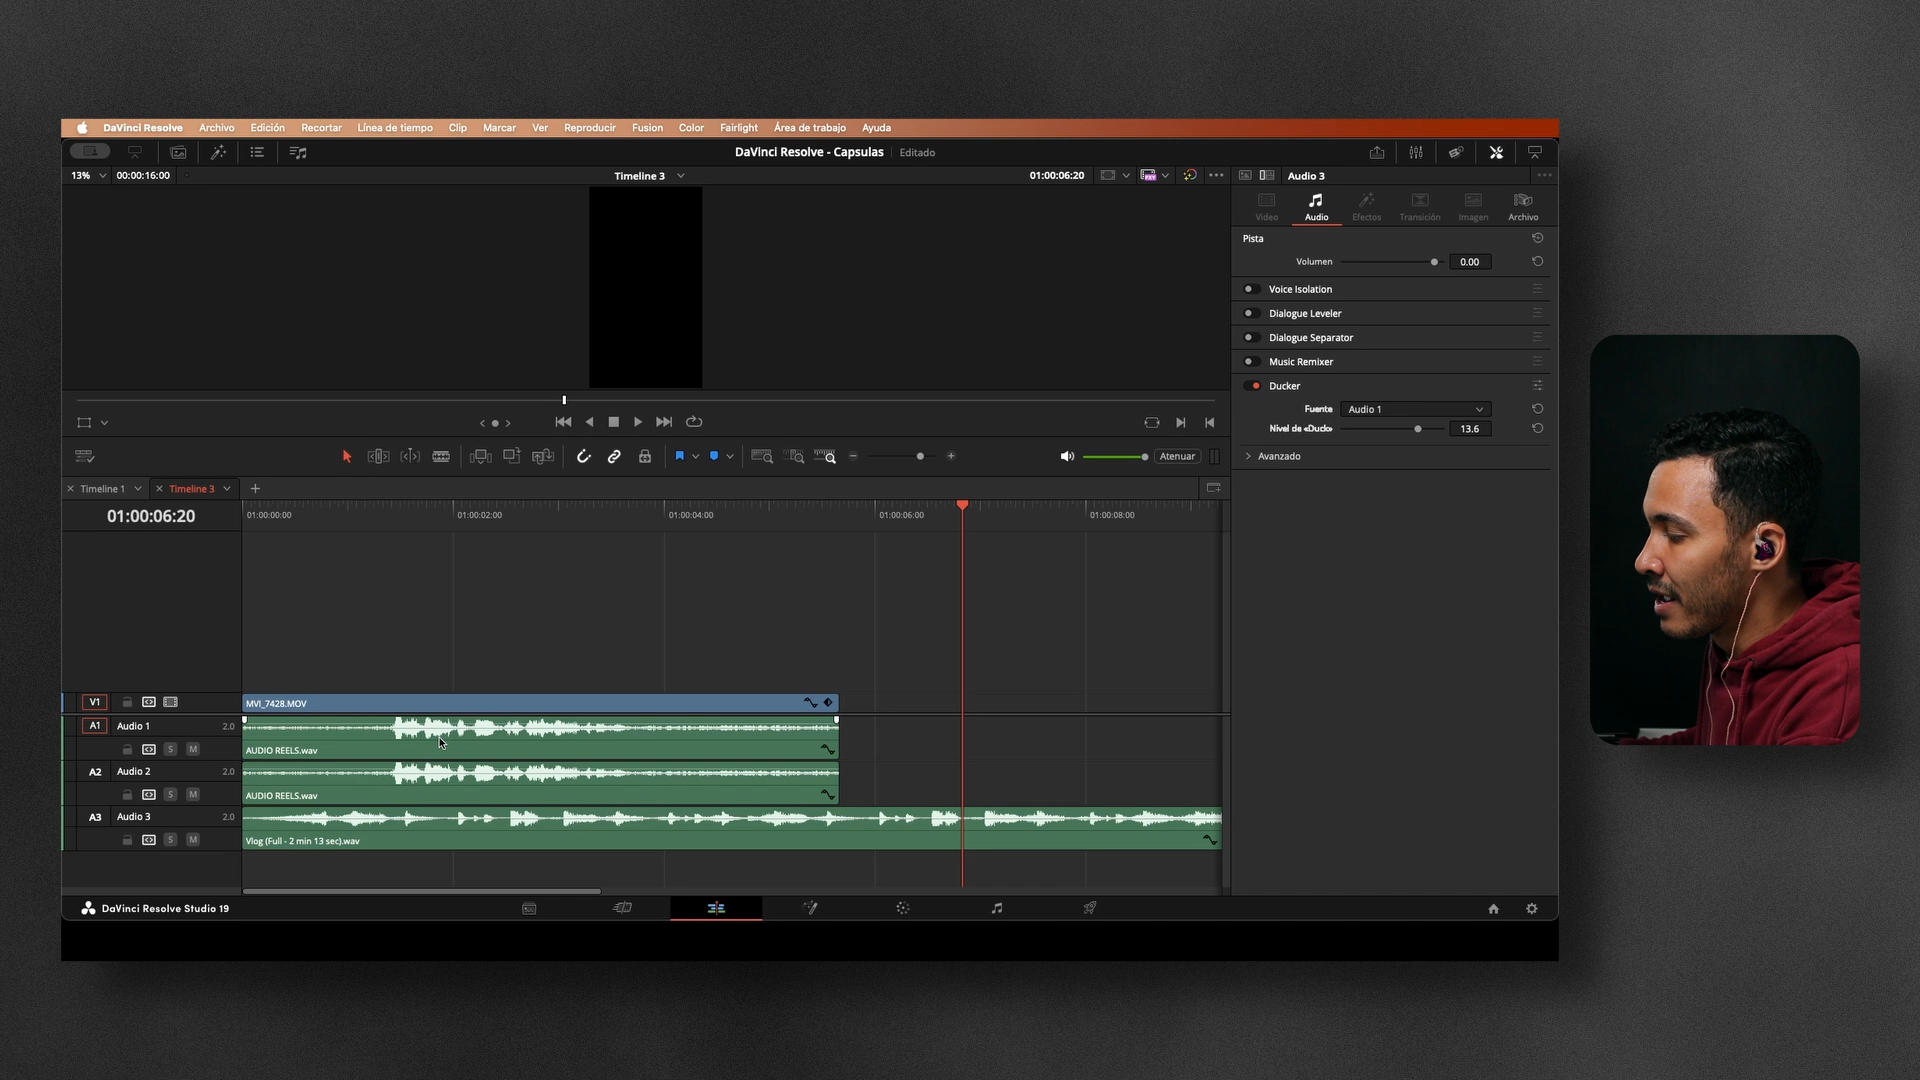 DaVinci Resolve Archivo Edición Recortar Línea de tiempo Clip Marcar Ver Reproducir Fusion Color Fairlight Área de trabajo Ayuda
DaVinci Resolve - Capsulas Editado
13% 00:00:16:00 Timeline 3 01:00:06:20 Audio 3
Video Audio Efectos Transición Imagen Archivo
Pista
Volumen 0.00
Voice Isolation
Dialogue Leveler
Dialogue Separator
Music Remixer
Ducker
Fuente Audio 1
Nivel de «Duck» 13.6
Avanzado
Atenuar
Timeline 1 Timeline 3
01:00:06:20
01:00:00:00 01:00:02:00 01:00:04:00 01:00:06:00 01:00:08:00
V1 MVI_7428.MOV
A1 Audio 1 2.0
S M AUDIO REELS.wav
A2 Audio 2 2.0
S M AUDIO REELS.wav
A3 Audio 3 2.0
S M Vlog (Full - 2 min 13 sec).wav
DaVinci Resolve Studio 19